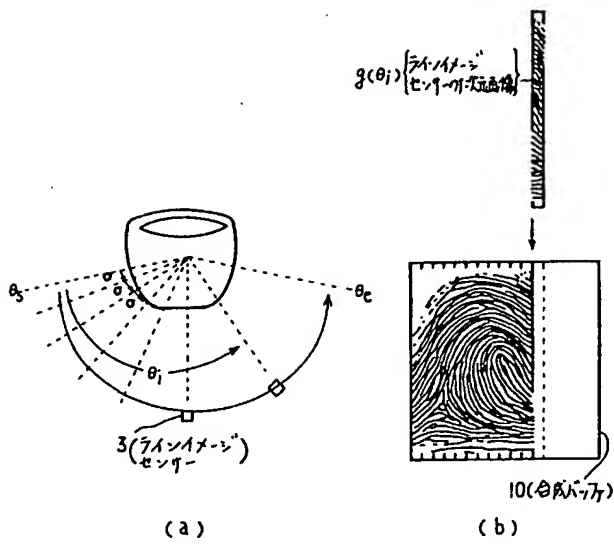 g(θi) {ラインイメージ
センサーの1次元画像}
σ
σ
σ
θs
θe
θi
3(ラインイメージ
センサー)
10(合成バッファ)
(a)
(b)